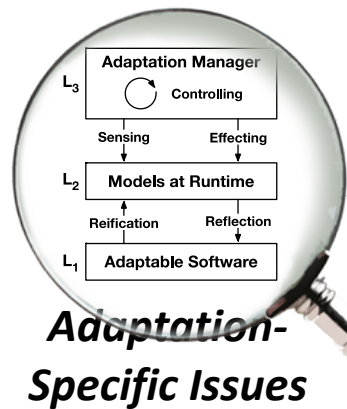 Adaptation Manager
L3
Controlling
Sensing Effecting
L2 Models at Runtime
Reification Reflection
L1 Adaptable Software
Adaptation-
Specific Issues